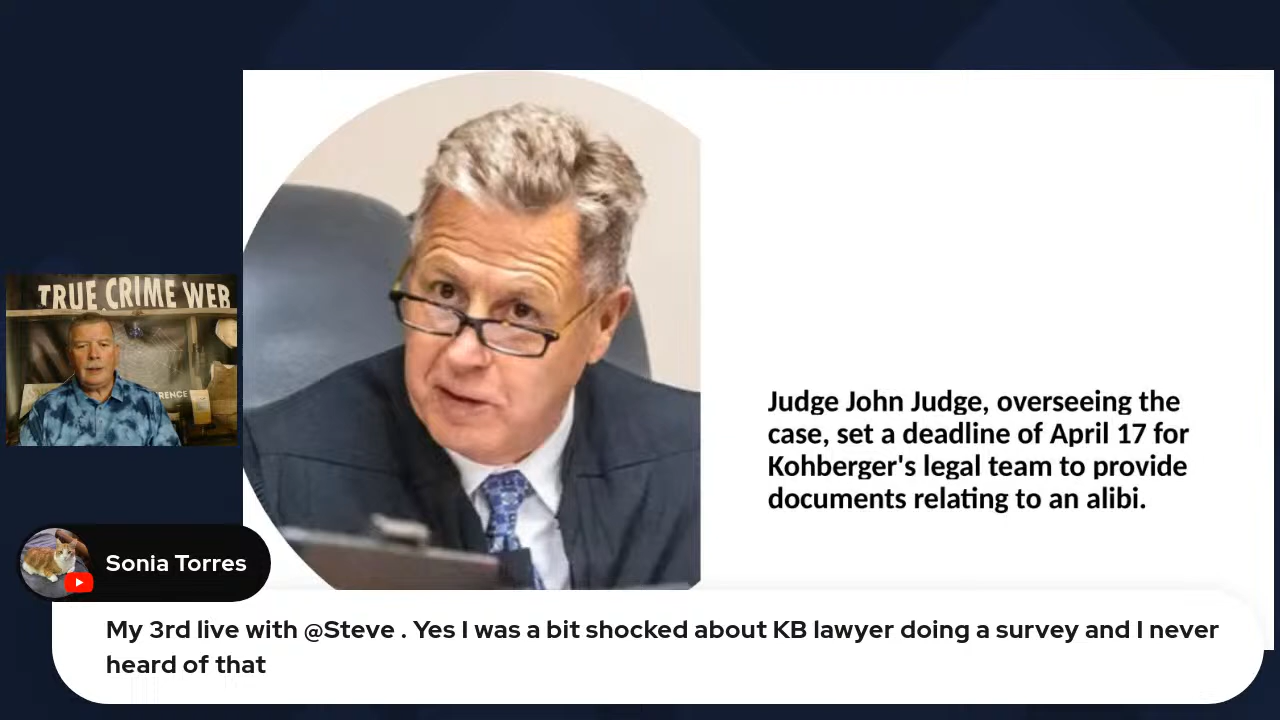 TRUE CRIME WEB
RENCE
Judge John Judge, overseeing the
case, set a deadline of April 17 for
Kohberger's legal team to provide
documents relating to an alibi.
Sonia Torres
My 3rd live with @Steve . Yes I was a bit shocked about KB lawyer doing a survey and I never
heard of that